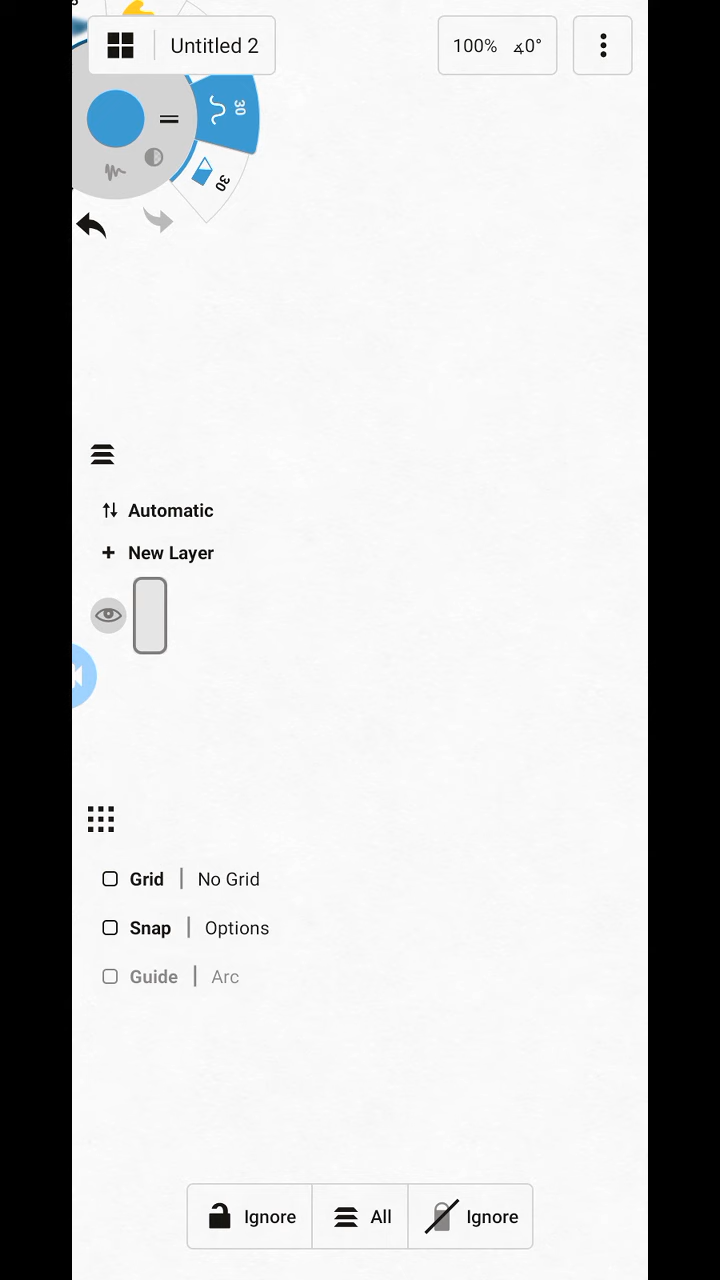 Untitled 2
100% ∡0°
30
30
Automatic
New Layer
Grid | No Grid
Snap | Options
Guide | Arc
Ignore
All
Ignore